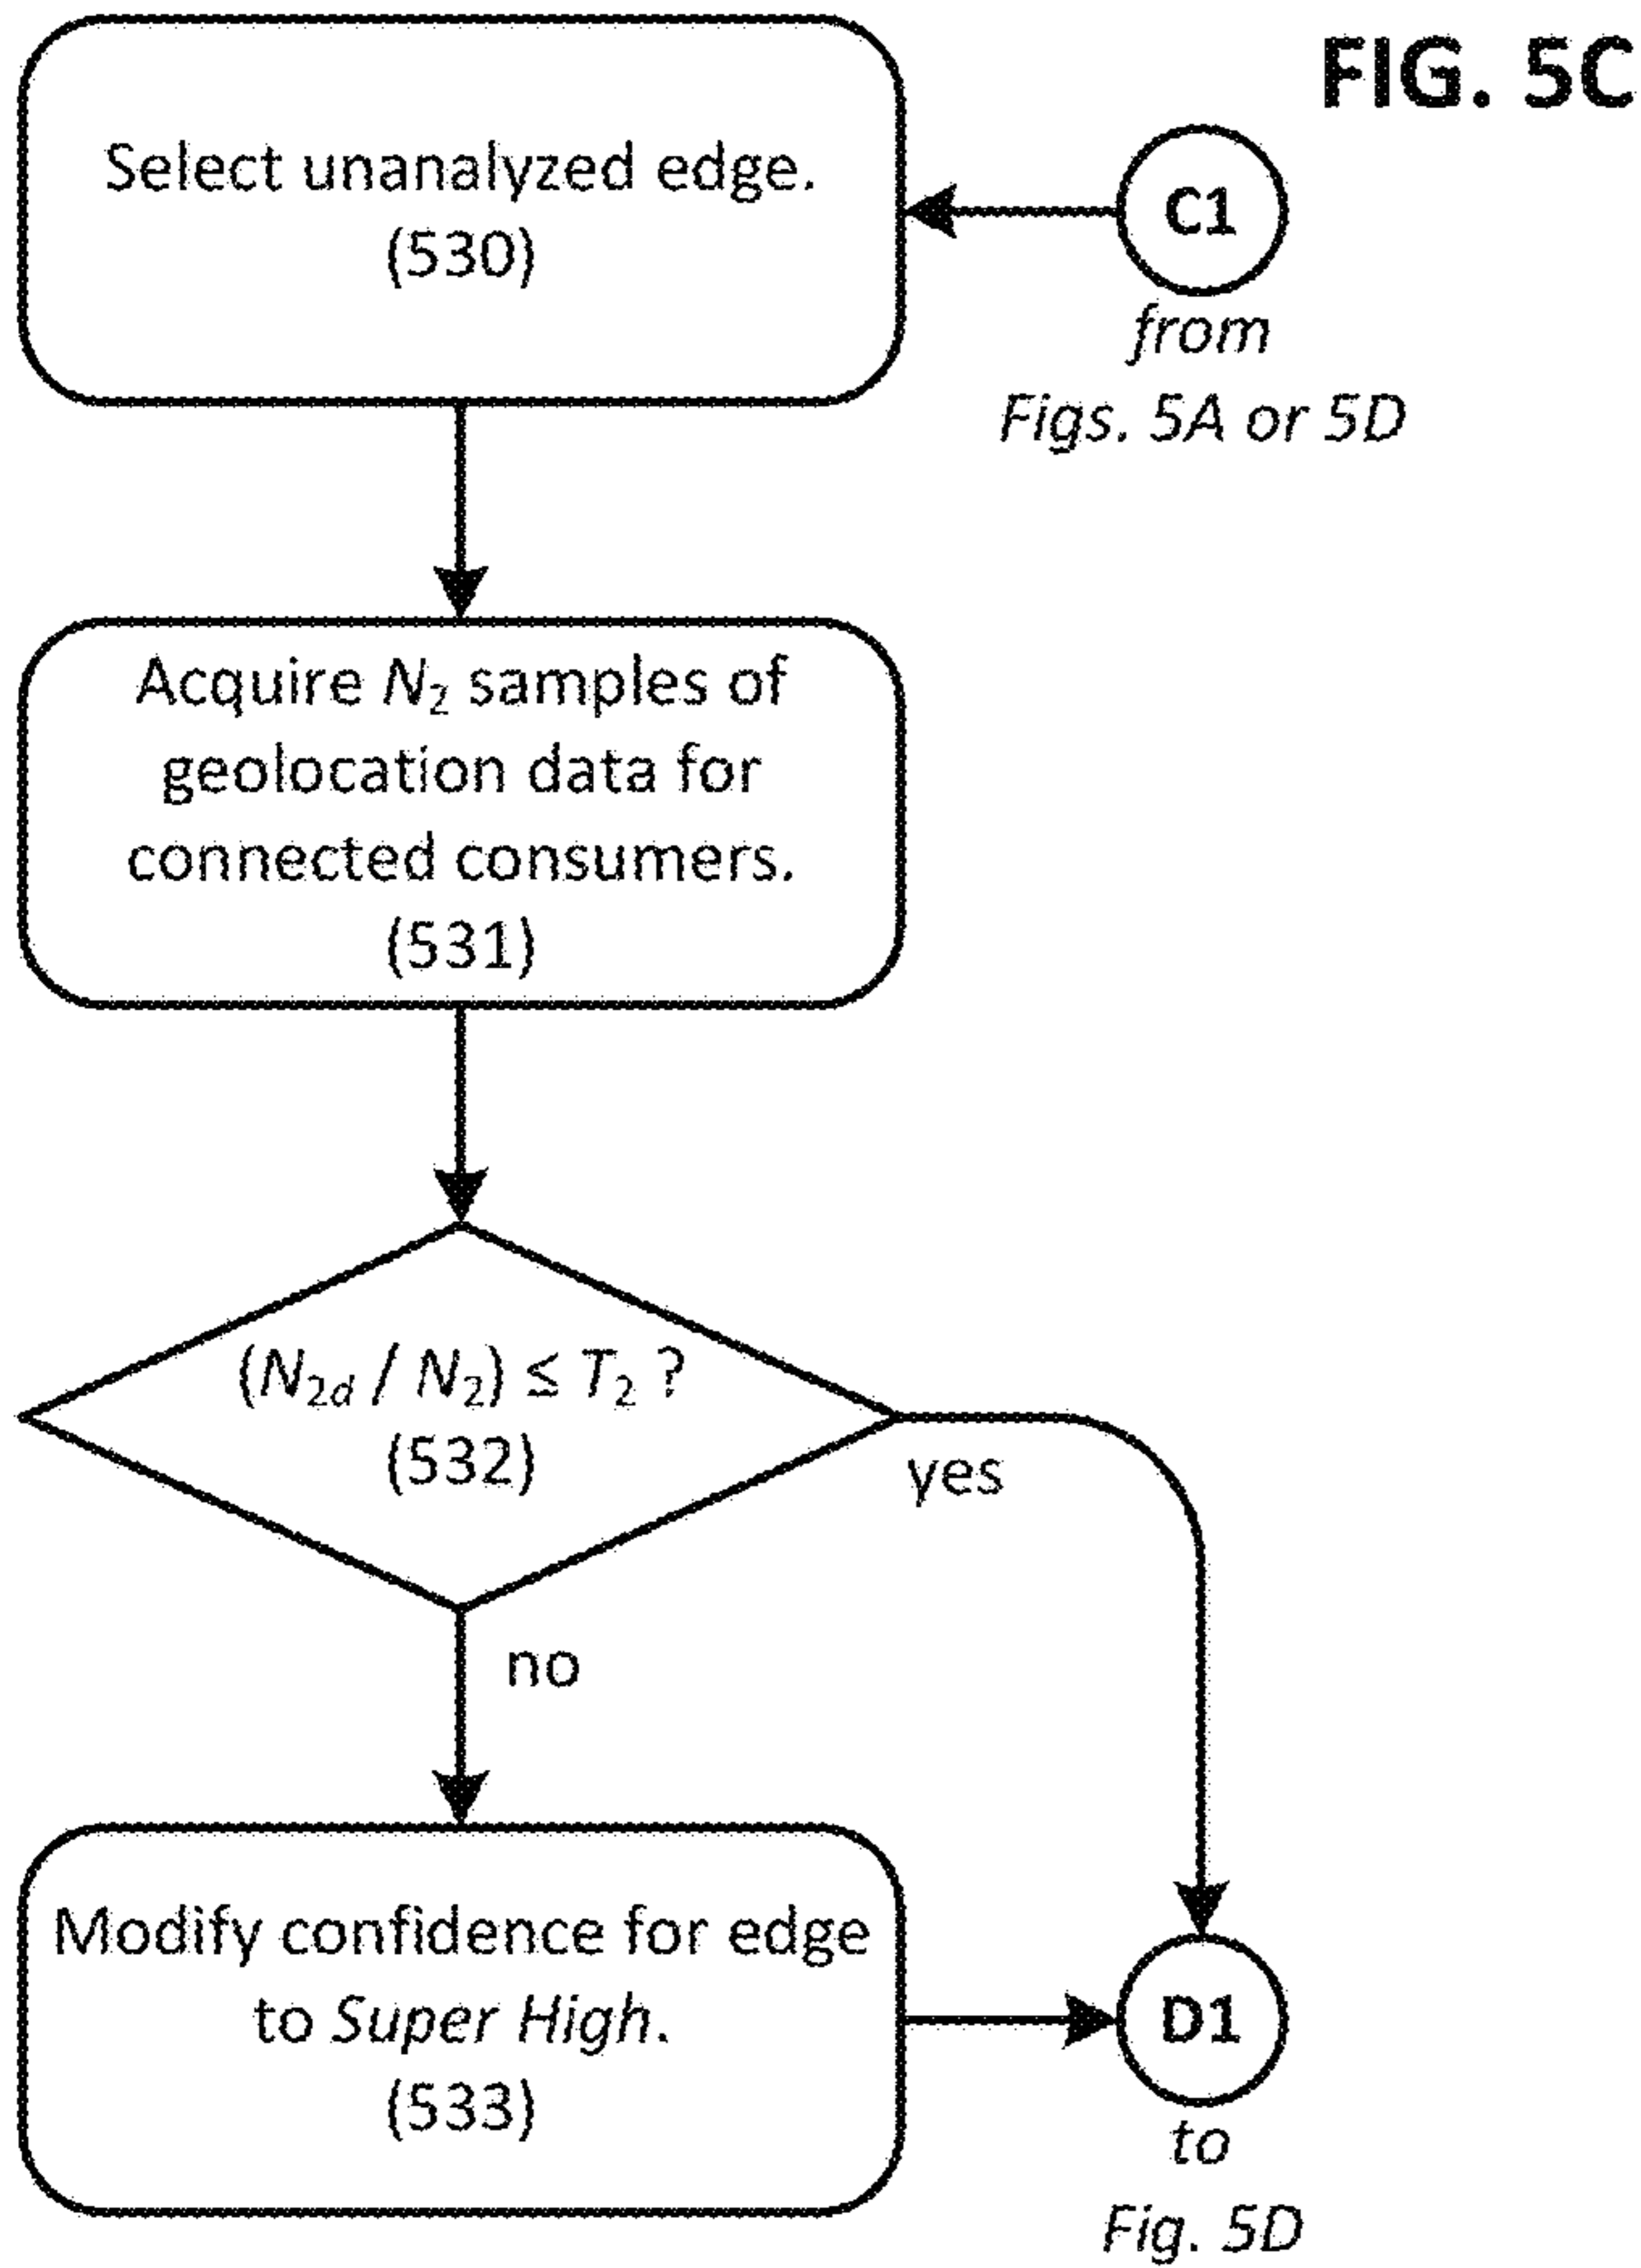 FIG. 5C
Select unanalyzed edge.
(530)
C1
from
Figs. 5A or 5D
Acquire N₂ samples of
geolocation data for
connected consumers.
(531)
(N₂d / N₂) ≤ T₂ ?
(532)
yes
no
Modify confidence for edge
to Super High.
(533)
D1
to
Fig. 5D